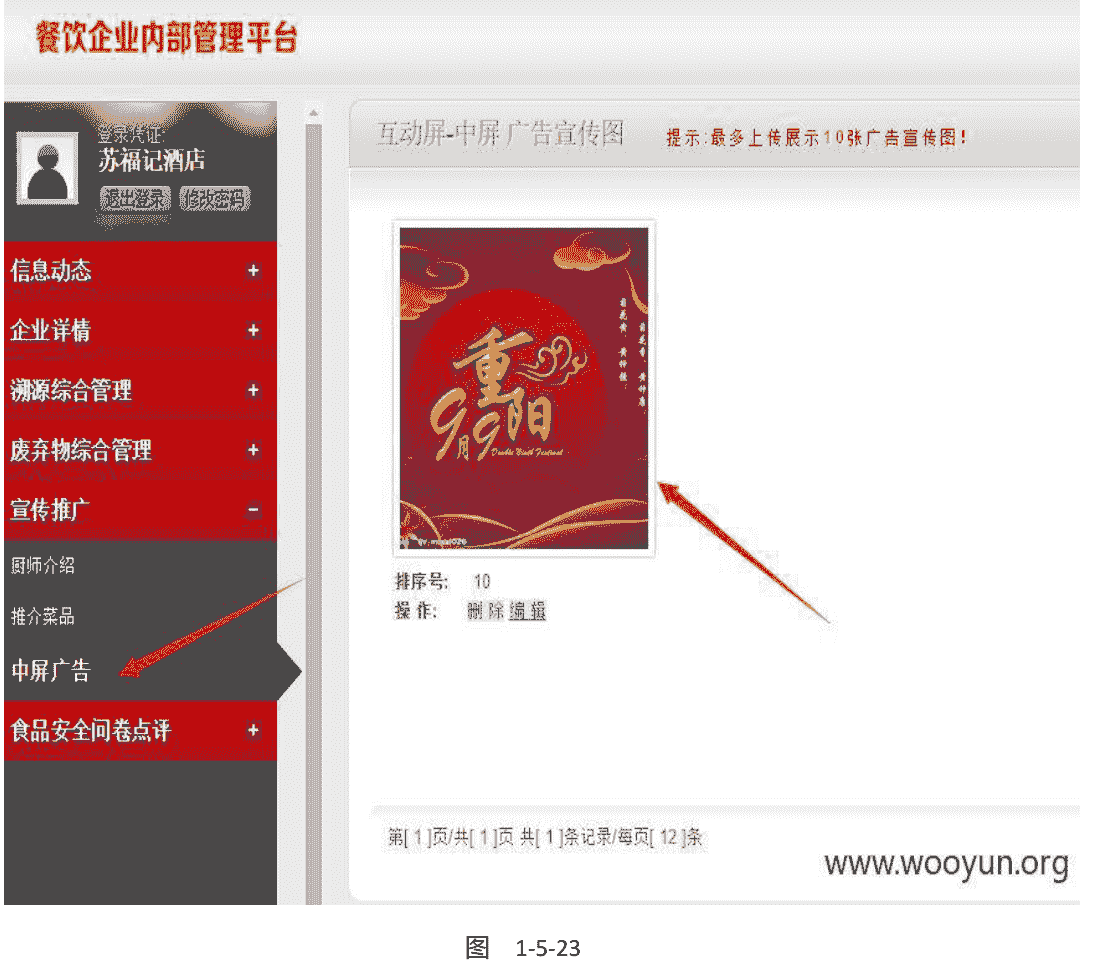 餐饮企业内部管理平台
登录凭证:
苏福记酒店
退出登录 修改密码
信息动态 +
企业详情 +
溯源综合管理 +
废弃物综合管理 +
宣传推广 -
厨师介绍
推介菜品
中屏广告
食品安全问卷点评 +
互动屏-中屏 广告宣传图 提示:最多上传展示10张广告宣传图!
重阳
9月9
Double Ninth Festival
排序号: 10
操 作: 删 除 编 辑
第[ 1 ]页/共[ 1 ]页 共[ 1 ]条记录/每页[ 12 ]条
www.wooyun.org
图 1-5-23